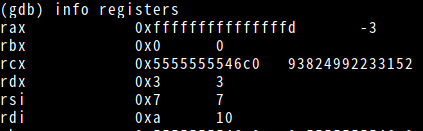 (gdb) info registers
rax 0xfffffffffffffffd -3
rbx 0x0 0
rcx 0x5555555546c0 93824992233152
rdx 0x3 3
rsi 0x7 7
rdi 0xa 10